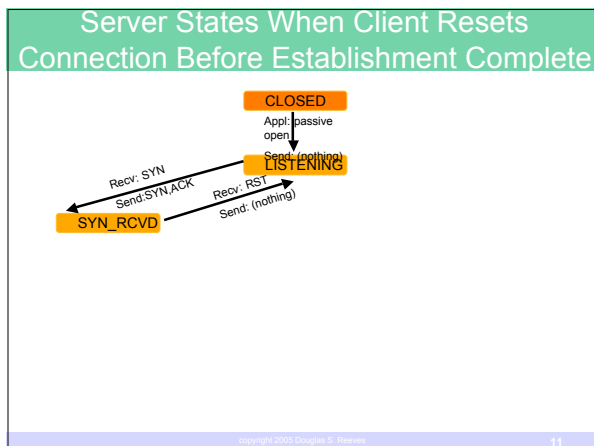 Server States When Client Resets
Connection Before Establishment Complete
CLOSED
Appl: passive
open
Send: (nothing)
LISTENING
Recv: SYN
Send:SYN,ACK
Recv: RST
Send: (nothing)
SYN_RCVD
copyright 2005 Douglas S. Reeves
11